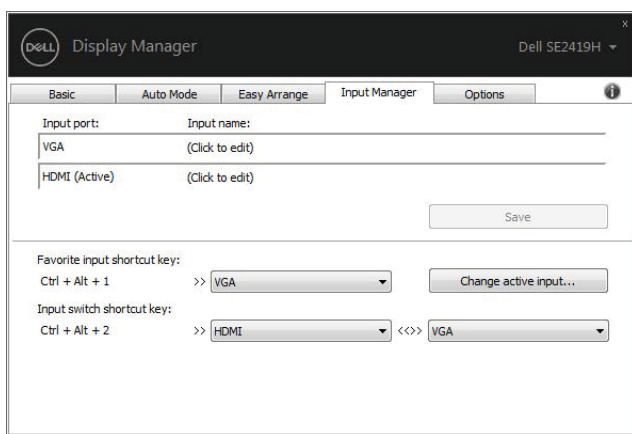 x
DELL Display Manager Dell SE2419H
Basic Auto Mode Easy Arrange Input Manager Options i
Input port: Input name:
VGA (Click to edit)
HDMI (Active) (Click to edit)
Save
Favorite input shortcut key:
Ctrl + Alt + 1 >> VGA Change active input...
Input switch shortcut key:
Ctrl + Alt + 2 >> HDMI <<>> VGA